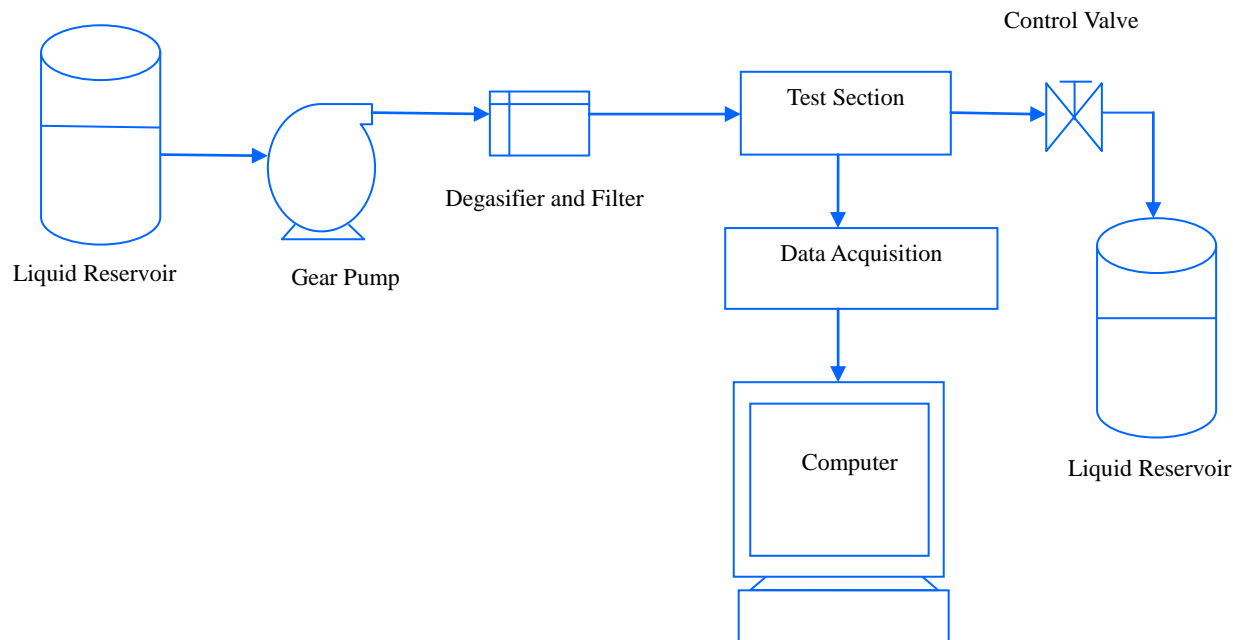 Control Valve
Test Section
Degasifier and Filter
Data Acquisition
Liquid Reservoir
Gear Pump
Computer
Liquid Reservoir